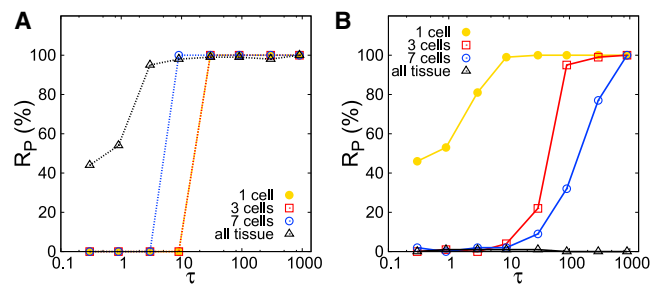 A
B
R_P (%)
100
80
60
40
20
0
1 cell
3 cells
7 cells
all tissue
0.1 1 10 100 1000
τ
R_P (%)
100
80
60
40
20
0
1 cell
3 cells
7 cells
all tissue
0.1 1 10 100 1000
τ